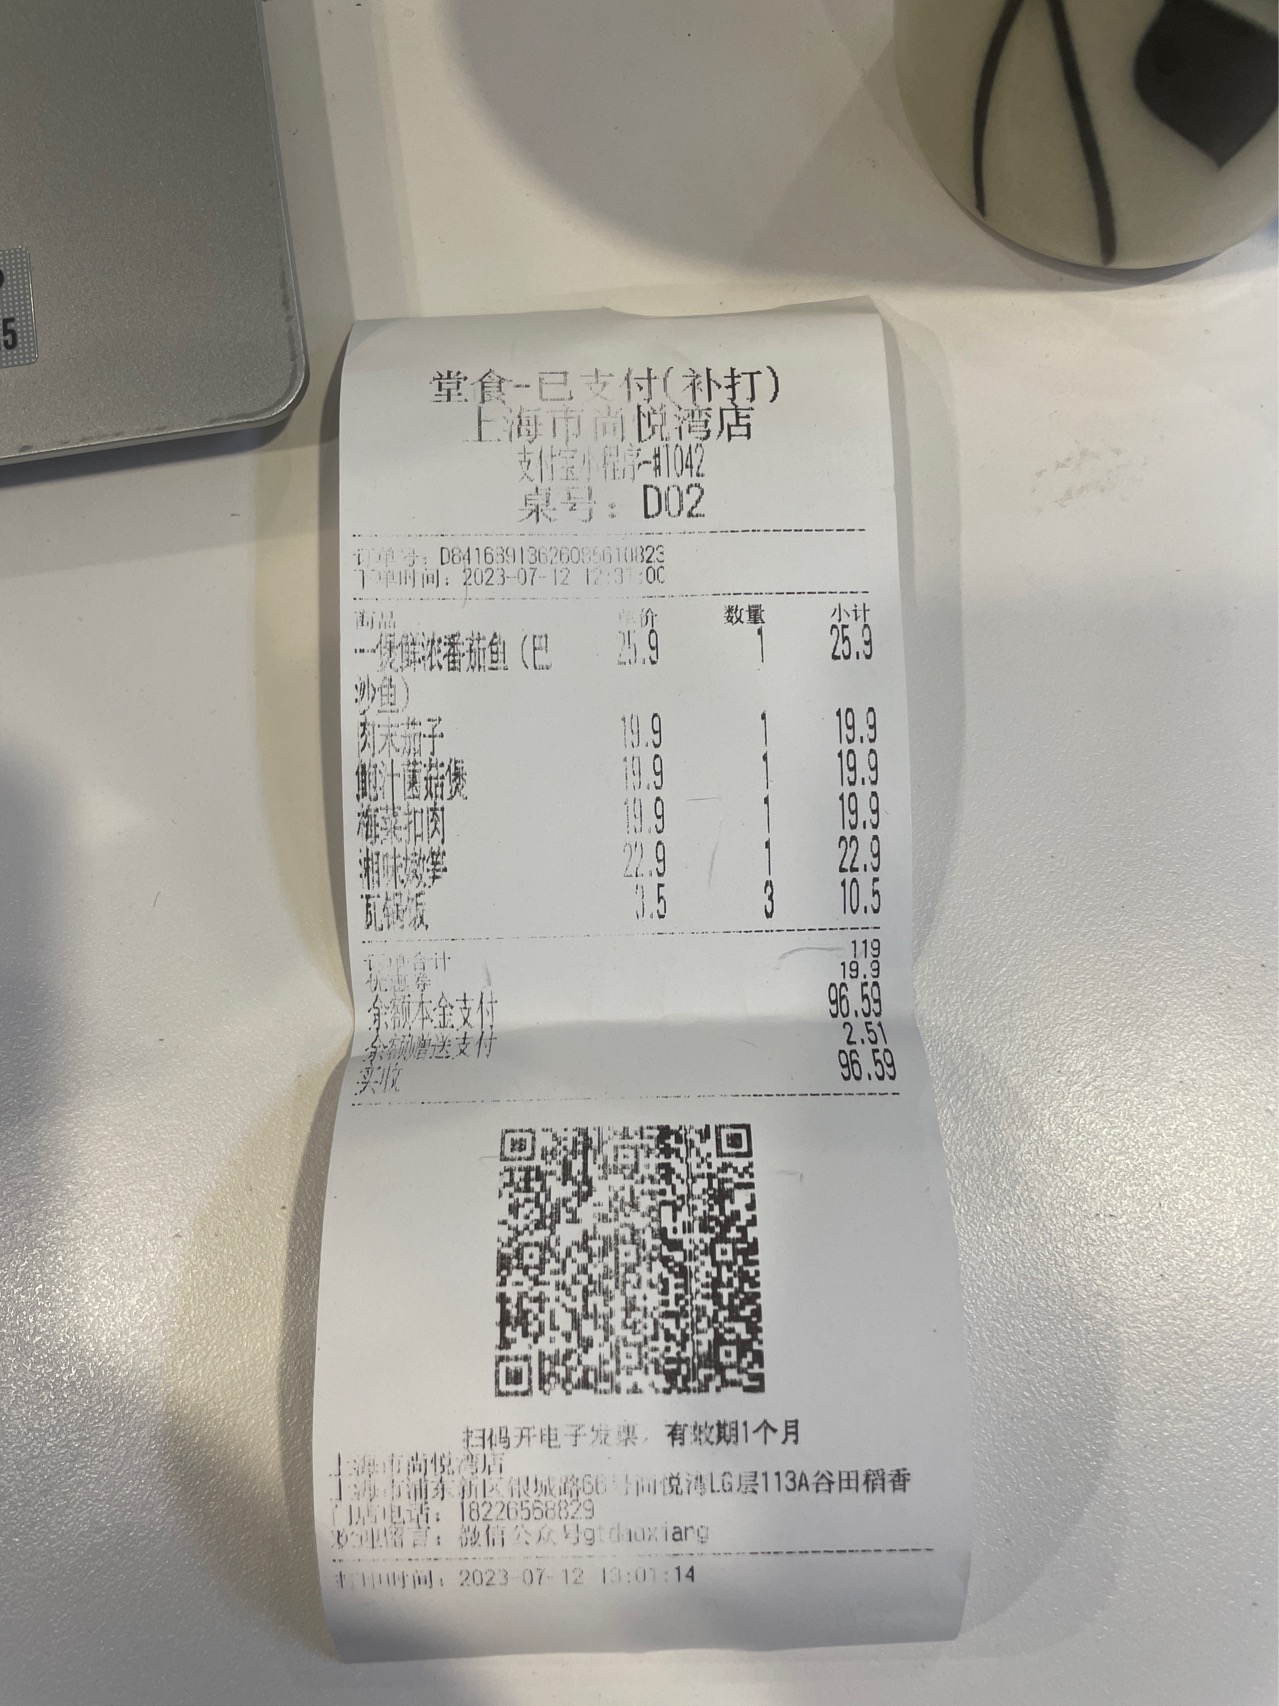 5
堂食-已支付(补打)
上海市尚悦湾店
支付宝小程序-#1042
桌号：D02
订单号：D84168913626085610823
下单时间：2023-07-12 12:31:00
商品 单价 数量 小计
一煲鲜浓番茄鱼（巴 25.9 1 25.9
沙鱼）
肉末茄子 19.9 1 19.9
鲍汁菌菇煲 19.9 1 19.9
梅菜扣肉 19.9 1 19.9
湘味嫩笋 22.9 1 22.9
瓦锅饭 3.5 3 10.5
订单合计 119
优惠券 19.9
余额本金支付 96.59
余额赠送支付 2.51
实收 96.59
扫码开电子发票，有效期1个月
上海市尚悦湾店
上海市浦东新区银城路66号尚悦湾LG层113A谷田稻香
门店电话：18226568829
欢迎留言：微信公众号gtdaoxiang
打印时间：2023-07-12 13:01:14